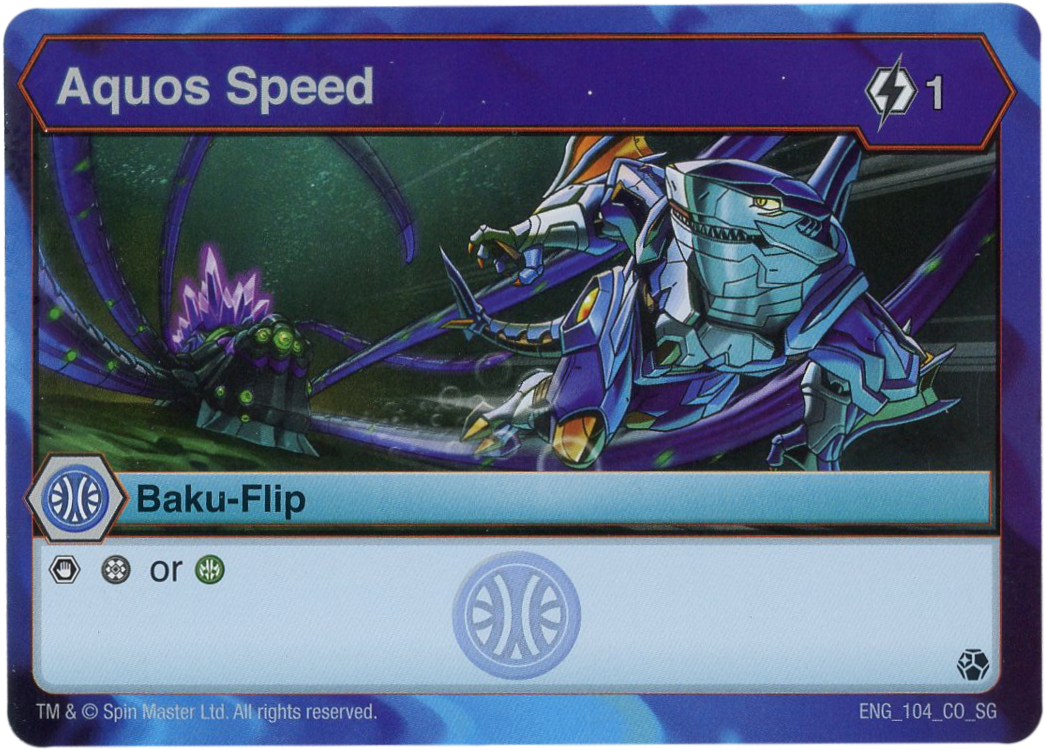 Aquos Speed
1
Baku-Flip
or
TM & © Spin Master Ltd. All rights reserved.
ENG_104_CO_SG